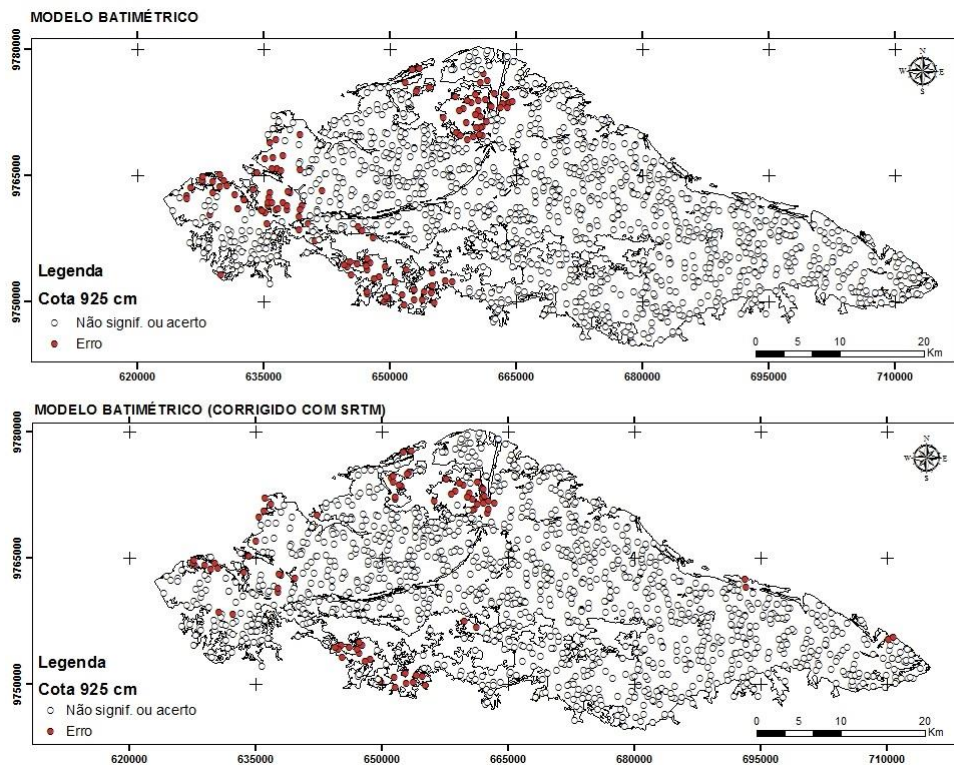 MODELO BATIMÉTRICO
9780000
9765000
9750000
N
W E
S
Legenda
Cota 925 cm
Não signif. ou acerto
Erro
0 5 10 20
Km
620000 635000 650000 665000 680000 695000 710000
MODELO BATIMÉTRICO (CORRIGIDO COM SRTM)
9780000
9765000
9750000
N
W E
S
Legenda
Cota 925 cm
Não signif. ou acerto
Erro
0 5 10 20
Km
620000 635000 650000 665000 680000 695000 710000